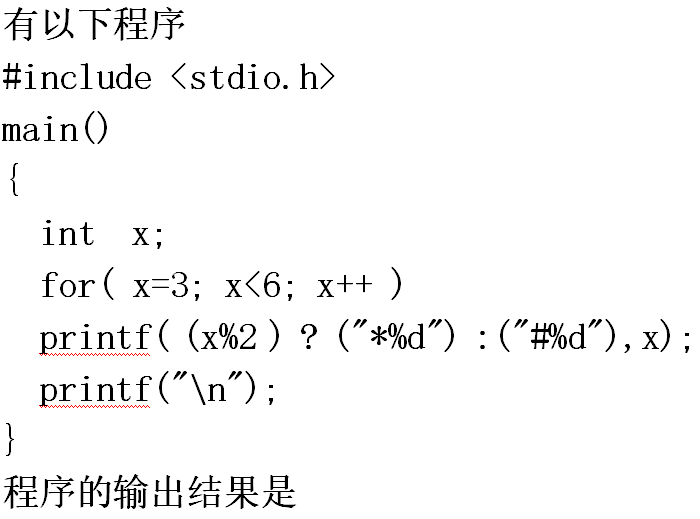 有以下程序
#include <stdio.h>
main()
{
int x;
for( x=3; x<6; x++ )
printf( (x%2) ? ("*%d") :("#%d"),x);
printf("\n");
}
程序的输出结果是